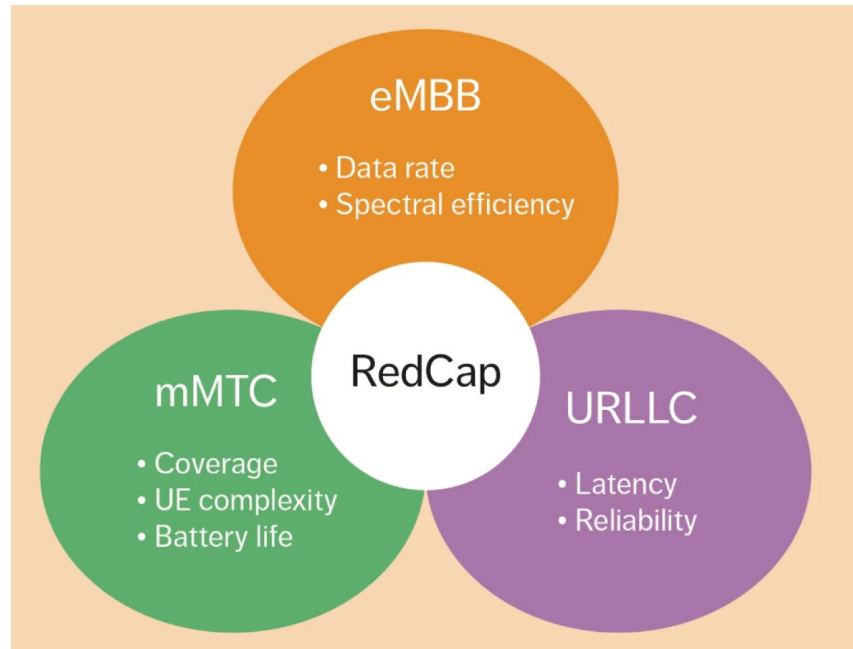 eMBB
• Data rate
• Spectral efficiency
RedCap
mMTC
• Coverage
• UE complexity
• Battery life
URLLC
• Latency
• Reliability